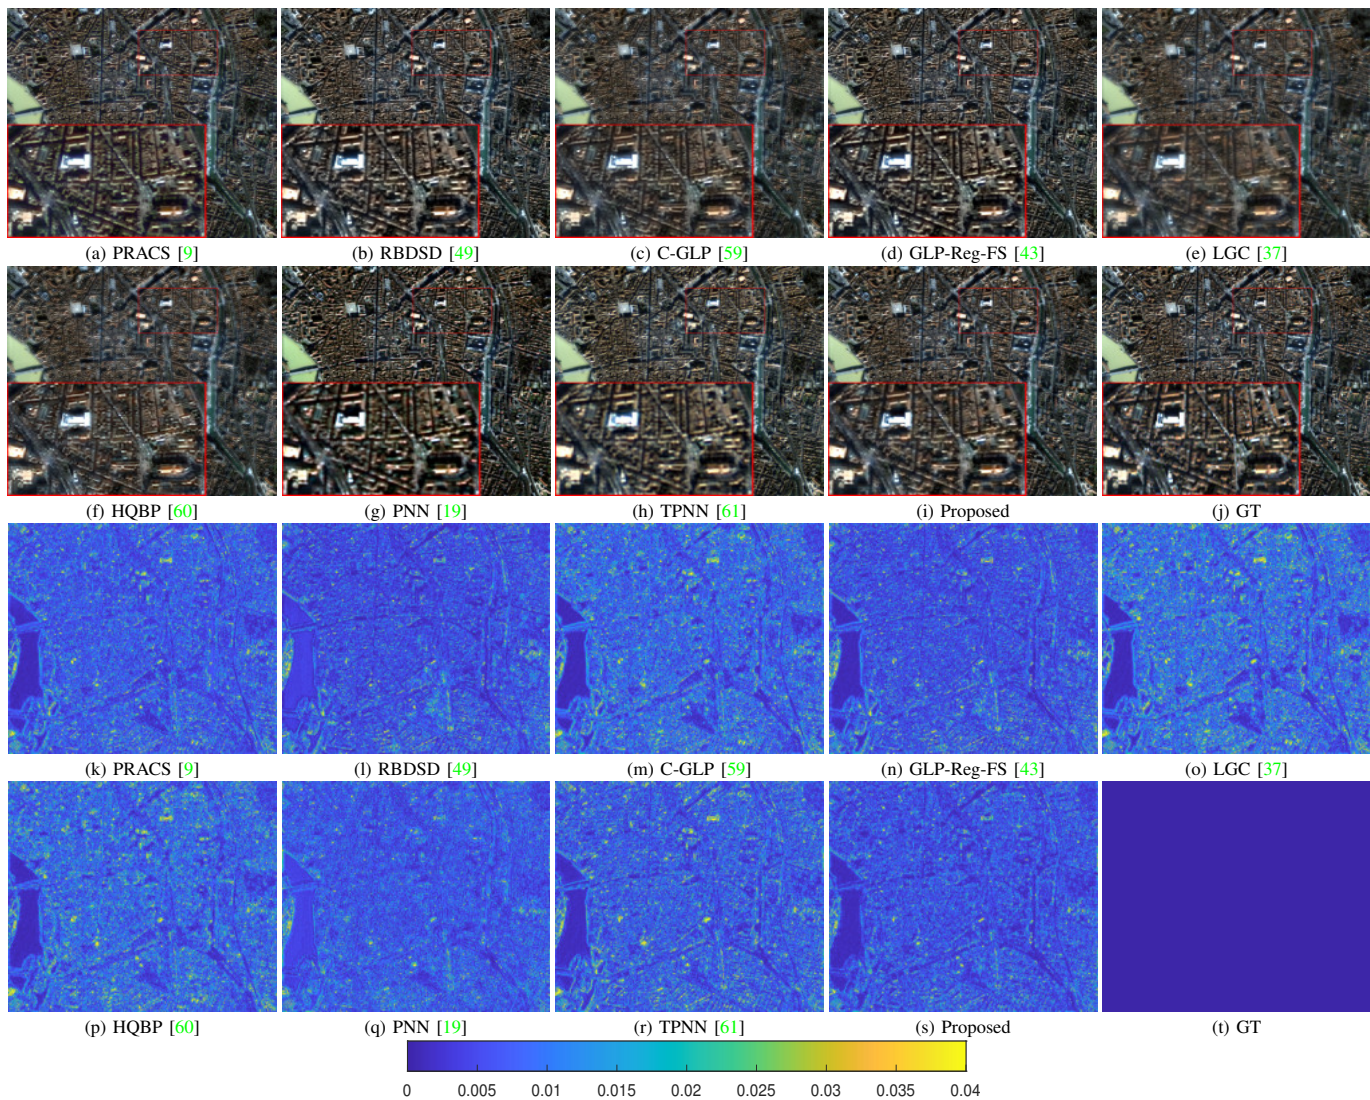 (a) PRACS [9]
(b) RBDSD [49]
(c) C-GLP [59]
(d) GLP-Reg-FS [43]
(e) LGC [37]
(f) HQBP [60]
(g) PNN [19]
(h) TPNN [61]
(i) Proposed
(j) GT
(k) PRACS [9]
(l) RBDSD [49]
(m) C-GLP [59]
(n) GLP-Reg-FS [43]
(o) LGC [37]
(p) HQBP [60]
(q) PNN [19]
(r) TPNN [61]
(s) Proposed
(t) GT
0 0.005 0.01 0.015 0.02 0.025 0.03 0.035 0.04